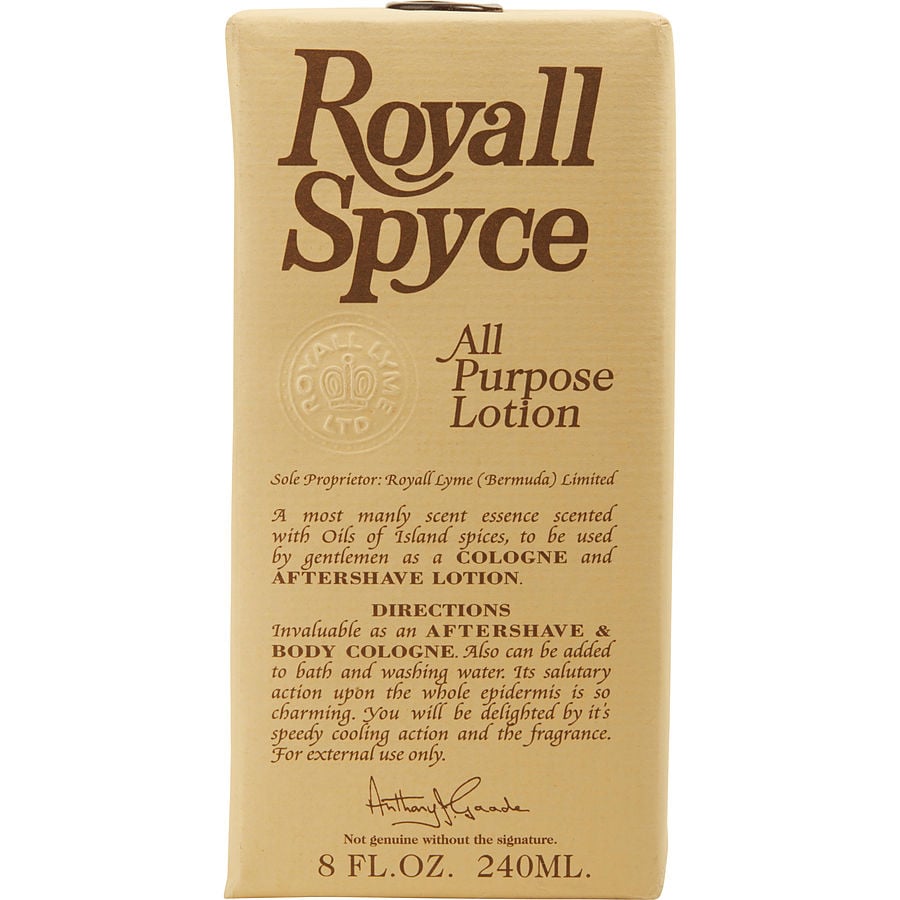 Royall
Spyce
All
Purpose
Lotion
ROYALL LYME
LTD
Sole Proprietor: Royall Lyme (Bermuda) Limited
A most manly scent essence scented
with Oils of Island spices, to be used
by gentlemen as a COLOGNE and
AFTERSHAVE LOTION.
DIRECTIONS
Invaluable as an AFTERSHAVE &
BODY COLOGNE. Also can be added
to bath and washing water. Its salutary
action upon the whole epidermis is so
charming. You will be delighted by it's
speedy cooling action and the fragrance.
For external use only.
Anthony J. Gaade
Not genuine without the signature.
8 FL.OZ. 240ML.